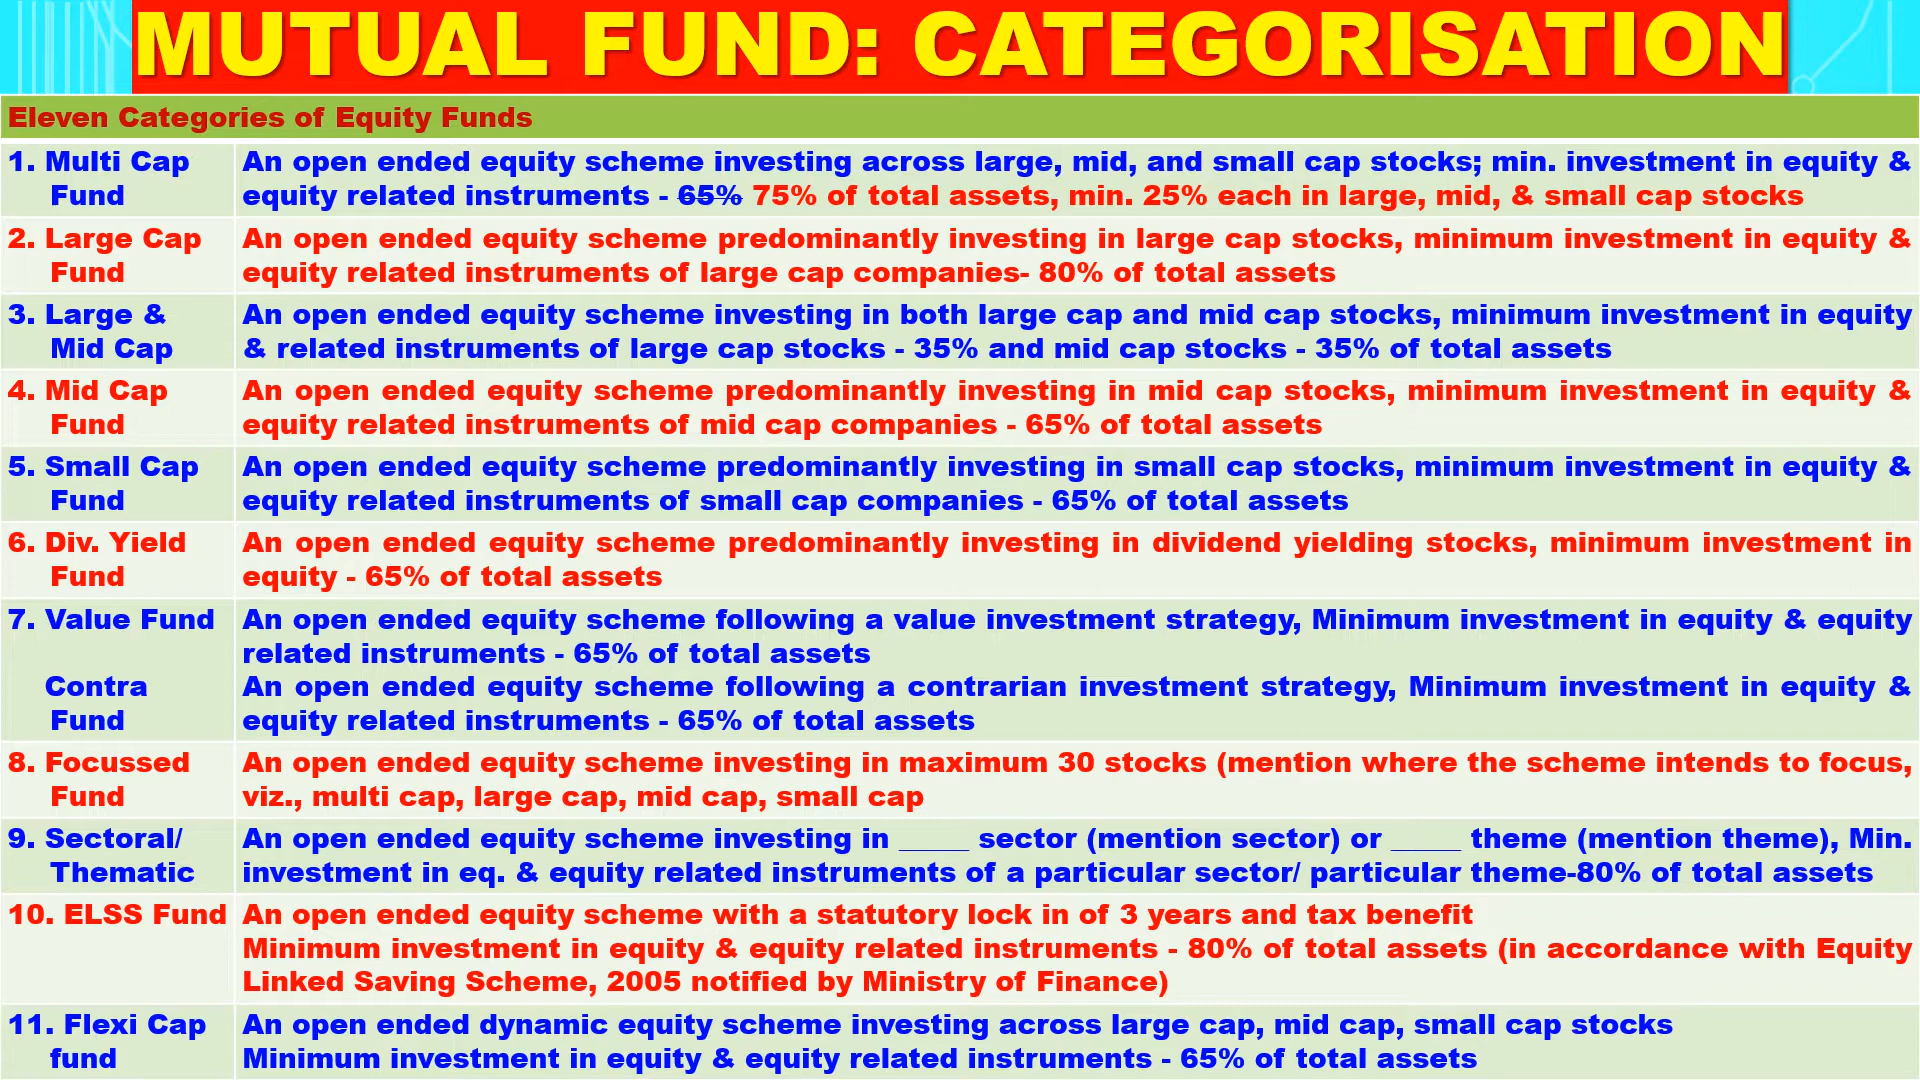 MUTUAL FUND: CATEGORISATION
Eleven Categories of Equity Funds
1. Multi Cap Fund
An open ended equity scheme investing across large, mid, and small cap stocks; min. investment in equity &
equity related instruments - 65% 75% of total assets, min. 25% each in large, mid, & small cap stocks
2. Large Cap Fund
An open ended equity scheme predominantly investing in large cap stocks, minimum investment in equity &
equity related instruments of large cap companies- 80% of total assets
3. Large & Mid Cap
An open ended equity scheme investing in both large cap and mid cap stocks, minimum investment in equity
& related instruments of large cap stocks - 35% and mid cap stocks - 35% of total assets
4. Mid Cap Fund
An open ended equity scheme predominantly investing in mid cap stocks, minimum investment in equity &
equity related instruments of mid cap companies - 65% of total assets
5. Small Cap Fund
An open ended equity scheme predominantly investing in small cap stocks, minimum investment in equity &
equity related instruments of small cap companies - 65% of total assets
6. Div. Yield Fund
An open ended equity scheme predominantly investing in dividend yielding stocks, minimum investment in
equity - 65% of total assets
7. Value Fund
An open ended equity scheme following a value investment strategy, Minimum investment in equity & equity
related instruments - 65% of total assets
Contra Fund
An open ended equity scheme following a contrarian investment strategy, Minimum investment in equity &
equity related instruments - 65% of total assets
8. Focussed Fund
An open ended equity scheme investing in maximum 30 stocks (mention where the scheme intends to focus,
viz., multi cap, large cap, mid cap, small cap
9. Sectoral/ Thematic
An open ended equity scheme investing in _____ sector (mention sector) or _____ theme (mention theme), Min.
investment in eq. & equity related instruments of a particular sector/ particular theme-80% of total assets
10. ELSS Fund
An open ended equity scheme with a statutory lock in of 3 years and tax benefit
Minimum investment in equity & equity related instruments - 80% of total assets (in accordance with Equity
Linked Saving Scheme, 2005 notified by Ministry of Finance)
11. Flexi Cap fund
An open ended dynamic equity scheme investing across large cap, mid cap, small cap stocks
Minimum investment in equity & equity related instruments - 65% of total assets